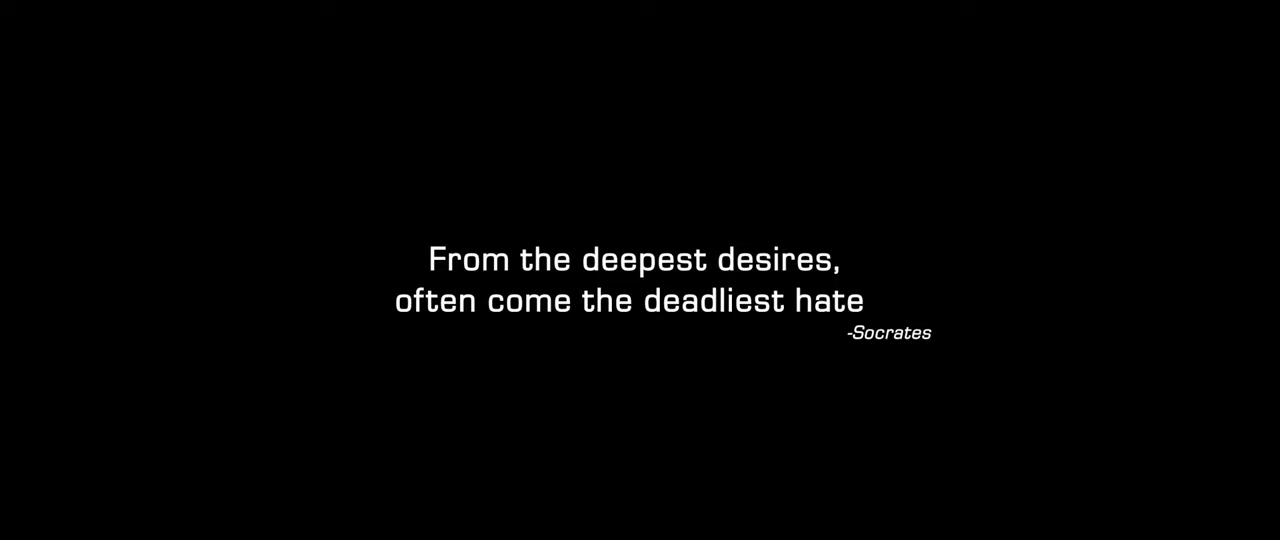 From the deepest desires,
often come the deadliest hate
-Socrates